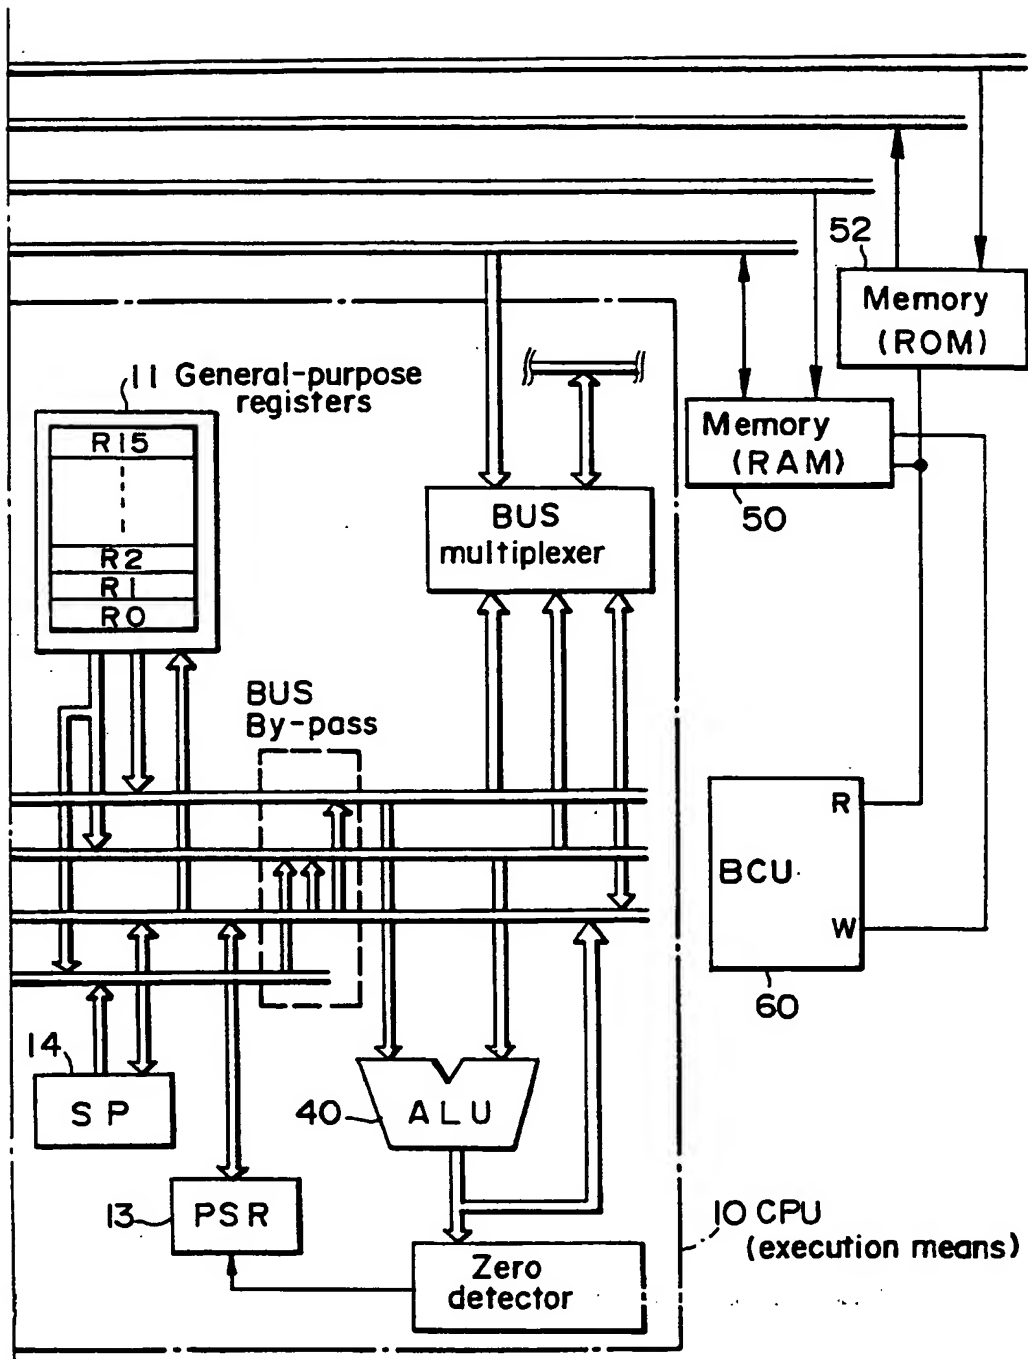 52
Memory
(ROM)
11 General-purpose
registers
R15
R2
R1
R0
Memory
(RAM)
50
BUS
multiplexer
BUS
By-pass
R
BCU
W
60
14
SP
40
ALU
13
PSR
10 CPU
(execution means)
Zero
detector